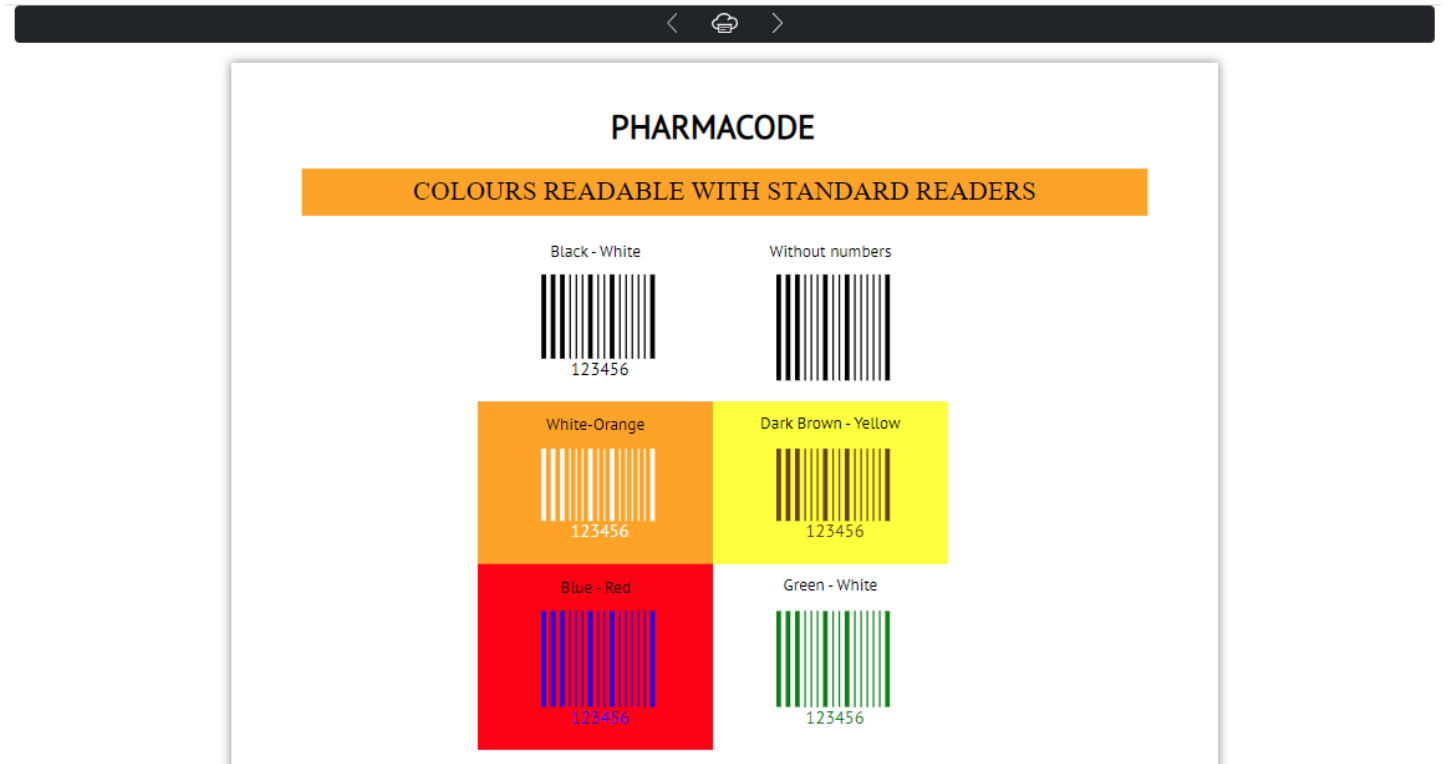 PHARMACODE
COLOURS READABLE WITH STANDARD READERS
Black - White
Without numbers
123456
White-Orange
Dark Brown - Yellow
123456
123456
Blue - Red
Green - White
123456
123456